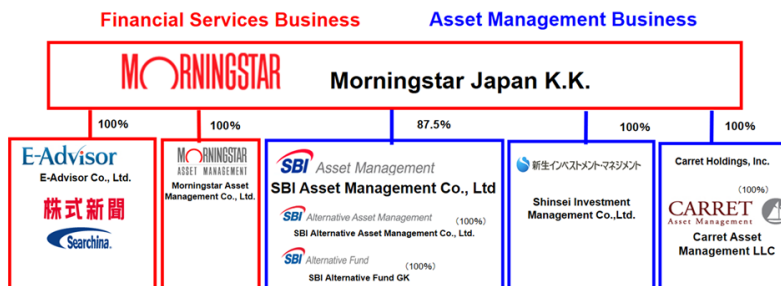 Financial Services Business
Asset Management Business
MORNINGSTAR
Morningstar Japan K.K.
100%
100%
87.5%
100%
100%
E-Advisor
E-Advisor Co., Ltd.
株式新聞
Searchina.
MORNINGSTAR
ASSET MANAGEMENT
Morningstar Asset
Management Co., Ltd.
SBI Asset Management
SBI Asset Management Co., Ltd
SBI Alternative Asset Management (100%)
SBI Alternative Asset Management Co., Ltd.
SBI Alternative Fund (100%)
SBI Alternative Fund GK
新生インベストメント・マネジメント
Shinsei Investment
Management Co.,Ltd.
Carret Holdings, Inc.
(100%)
CARRET
Asset Management
Carret Asset
Management LLC